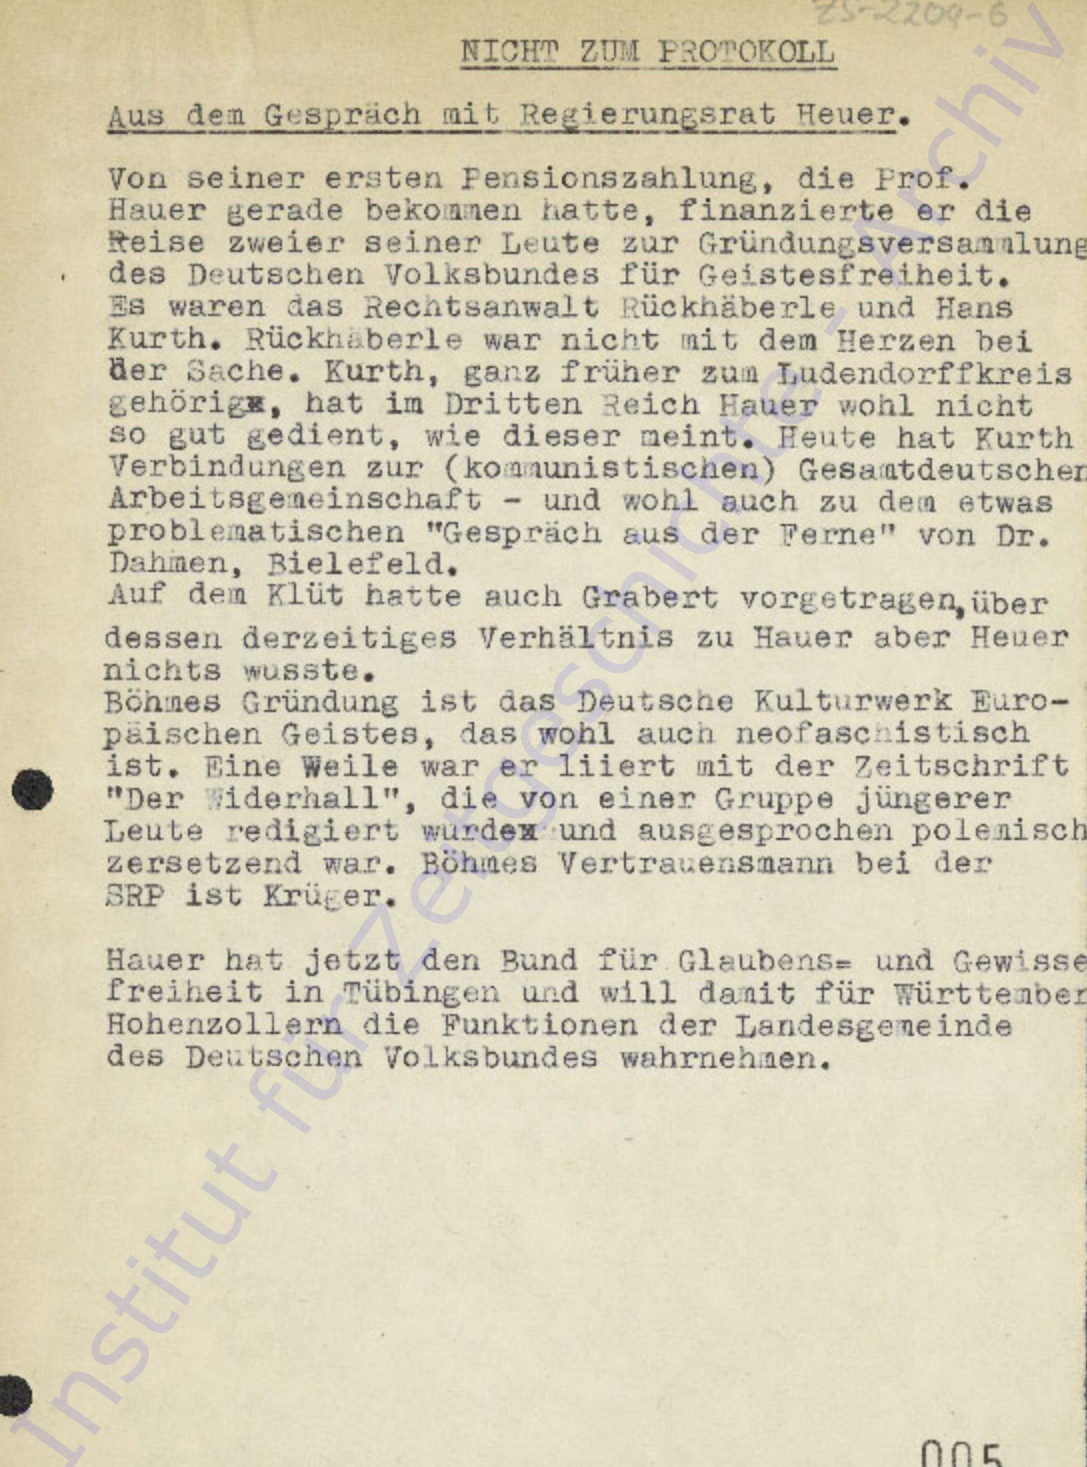 ZS-2204-6
NICHT ZUM PROTOKOLL
Aus dem Gespräch mit Regierungsrat Heuer.
Von seiner ersten Pensionszahlung, die Prof.
Hauer gerade bekommen hatte, finanzierte er die
Reise zweier seiner Leute zur Gründungsversammlung
des Deutschen Volksbundes für Geistesfreiheit.
Es waren das Rechtsanwalt Rückhäberle und Hans
Kurth. Rückhäberle war nicht mit dem Herzen bei
der Sache. Kurth, ganz früher zum Ludendorffkreis
gehörig, hat im Dritten Reich Hauer wohl nicht
so gut gedient, wie dieser meint. Heute hat Kurth
Verbindungen zur (kommunistischen) Gesamtdeutschen
Arbeitsgemeinschaft - und wohl auch zu dem etwas
problematischen "Gespräch aus der Ferne" von Dr.
Dahmen, Bielefeld.
Auf dem Klüt hatte auch Grabert vorgetragen, über
dessen derzeitiges Verhältnis zu Hauer aber Heuer
nichts wusste.
Böhmes Gründung ist das Deutsche Kulturwerk Euro-
päischen Geistes, das wohl auch neofaschistisch
ist. Eine Weile war er liiert mit der Zeitschrift
"Der Widerhall", die von einer Gruppe jüngerer
Leute redigiert wurde und ausgesprochen polemisch
zersetzend war. Böhmes Vertrauensmann bei der
SRP ist Krüger.
Hauer hat jetzt den Bund für Glaubens= und Gewisse
freiheit in Tübingen und will damit für Württember
Hohenzollern die Funktionen der Landesgemeinde
des Deutschen Volksbundes wahrnehmen.
005
Institut für Zeitgeschichte - Archiv